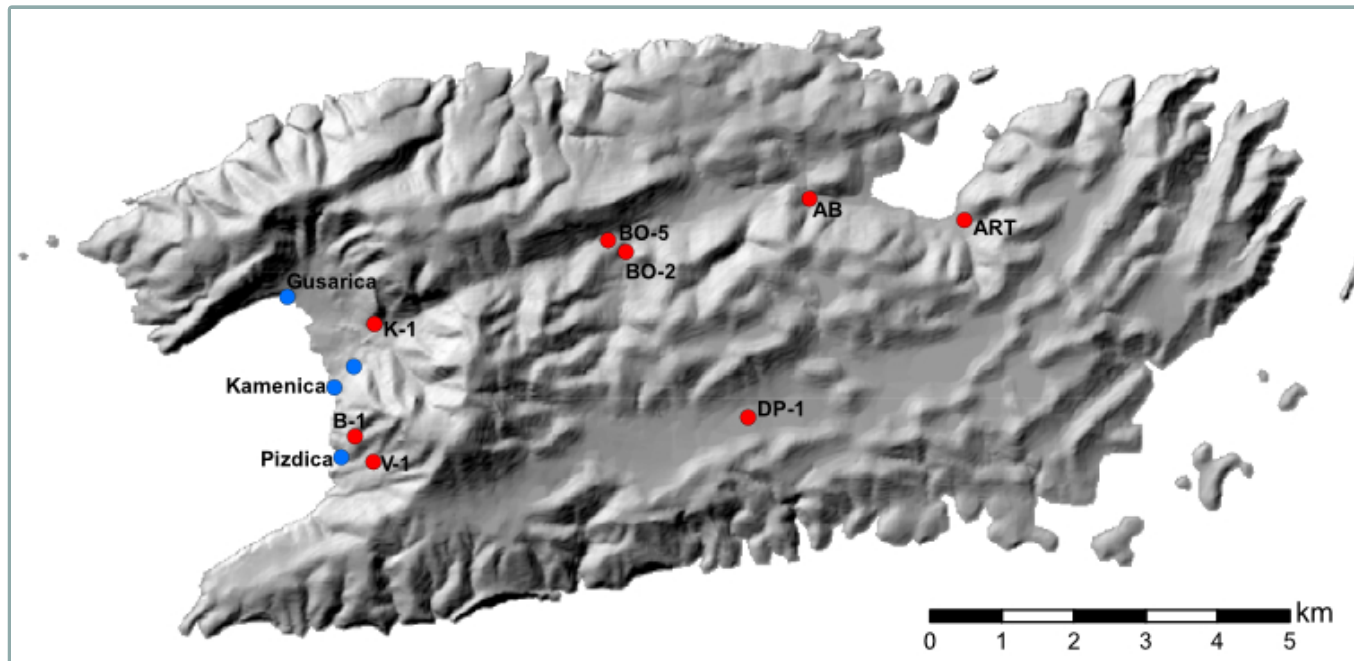 AB
ART
BO-5
BO-2
Gusarica
K-1
Kamenica
DP-1
B-1
Pizdica
V-1
km
0 1 2 3 4 5